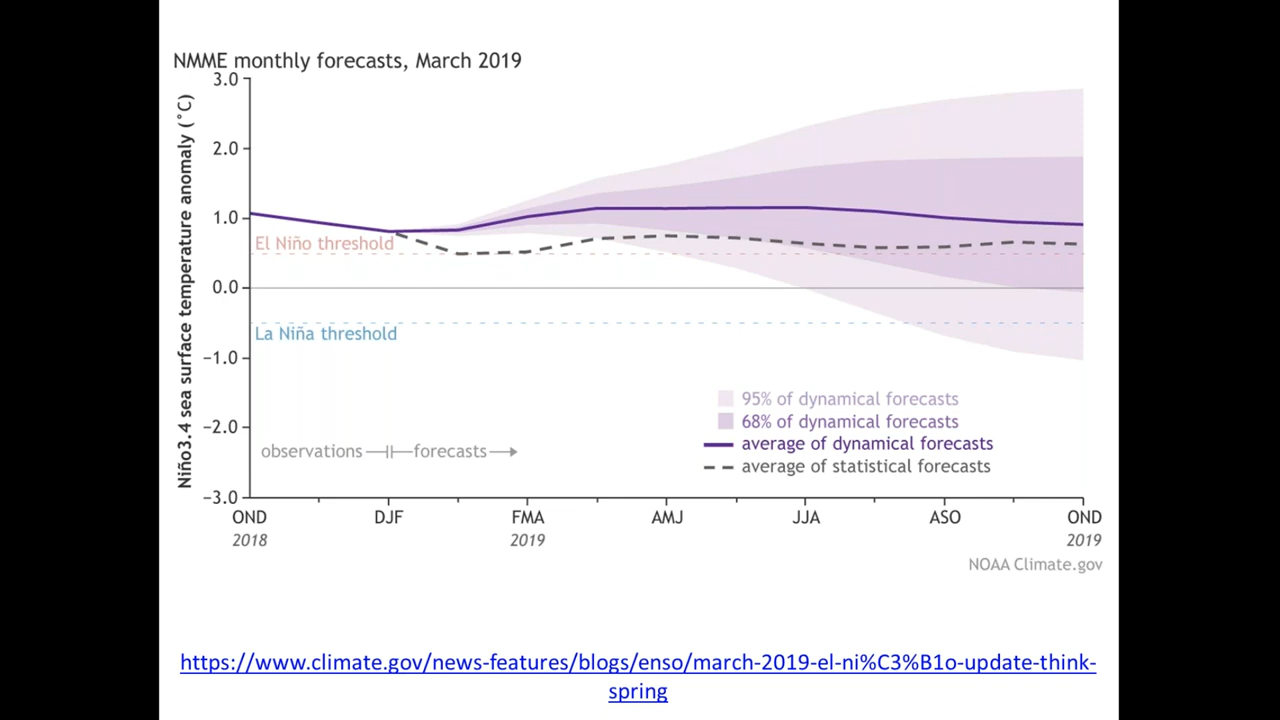 NMME monthly forecasts, March 2019
Niño3.4 sea surface temperature anomaly (°C)
3.0
2.0
1.0
El Niño threshold
0.0
La Niña threshold
−1.0
95% of dynamical forecasts
68% of dynamical forecasts
−2.0
average of dynamical forecasts
observations
forecasts
average of statistical forecasts
−3.0
OND DJF FMA AMJ JJA ASO OND
2018 2019 2019
NOAA Climate.gov
https://www.climate.gov/news-features/blogs/enso/march-2019-el-ni%C3%B1o-update-think-
spring